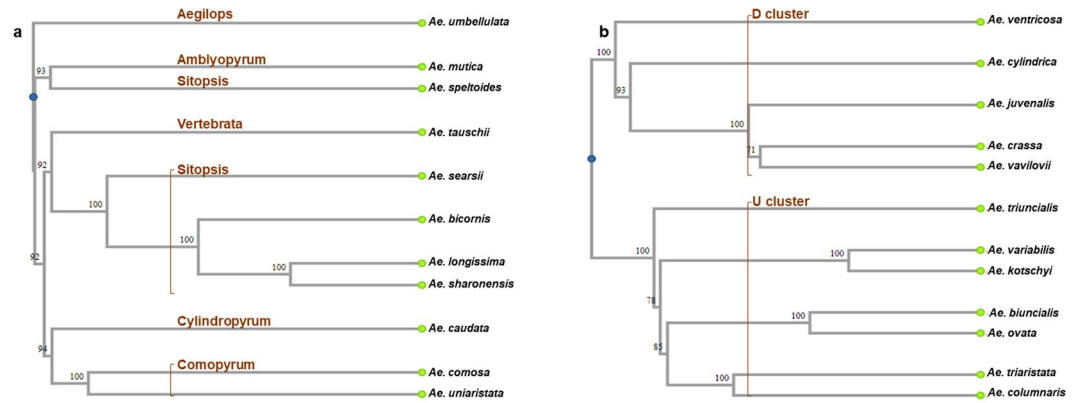 a
Aegilops
Ae. umbellulata
93
Amblyopyrum
Ae. mutica
Sitopsis
Ae. speltoides
Vertebrata
Ae. tauschii
92
Sitopsis
Ae. searsii
100
Ae. bicornis
100
Ae. longissima
100
Ae. sharonensis
92
Cylindropyrum
Ae. caudata
94
Comopyrum
Ae. comosa
100
Ae. uniaristata
b
D cluster
Ae. ventricosa
100
Ae. cylindrica
93
Ae. juvenalis
100
Ae. crassa
71
Ae. vavilovii
U cluster
Ae. triuncialis
100
Ae. variabilis
100
Ae. kotschyi
78
Ae. biuncialis
100
Ae. ovata
85
Ae. triaristata
100
Ae. columnaris